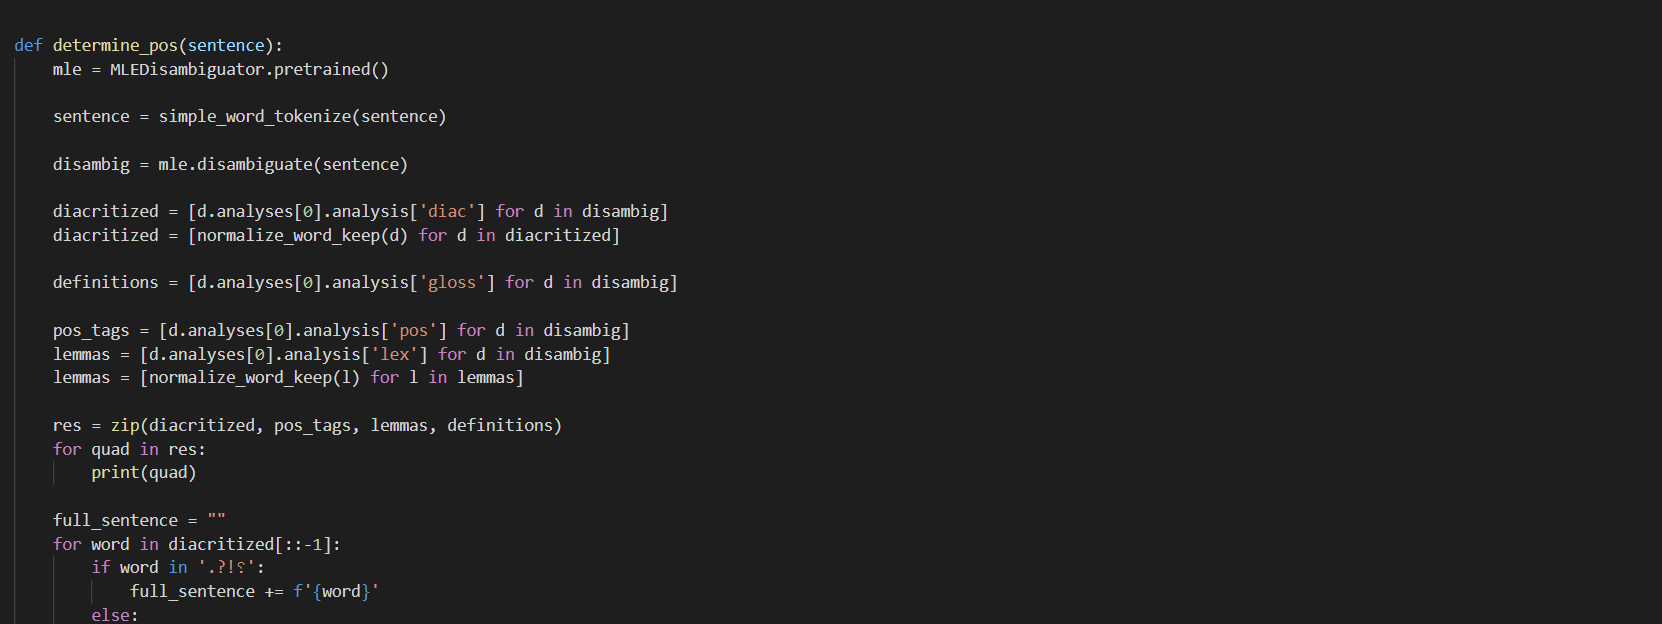 def determine_pos(sentence):
    mle = MLEDisambiguator.pretrained()
    sentence = simple_word_tokenize(sentence)
    disambig = mle.disambiguate(sentence)
    diacritized = [d.analyses[0].analysis['diac'] for d in disambig]
    diacritized = [normalize_word_keep(d) for d in diacritized]
    definitions = [d.analyses[0].analysis['gloss'] for d in disambig]
    pos_tags = [d.analyses[0].analysis['pos'] for d in disambig]
    lemmas = [d.analyses[0].analysis['lex'] for d in disambig]
    lemmas = [normalize_word_keep(l) for l in lemmas]
    res = zip(diacritized, pos_tags, lemmas, definitions)
    for quad in res:
        print(quad)
    full_sentence = ""
    for word in diacritized[::-1]:
        if word in '.?!؟':
            full_sentence += f'{word}'
        else: